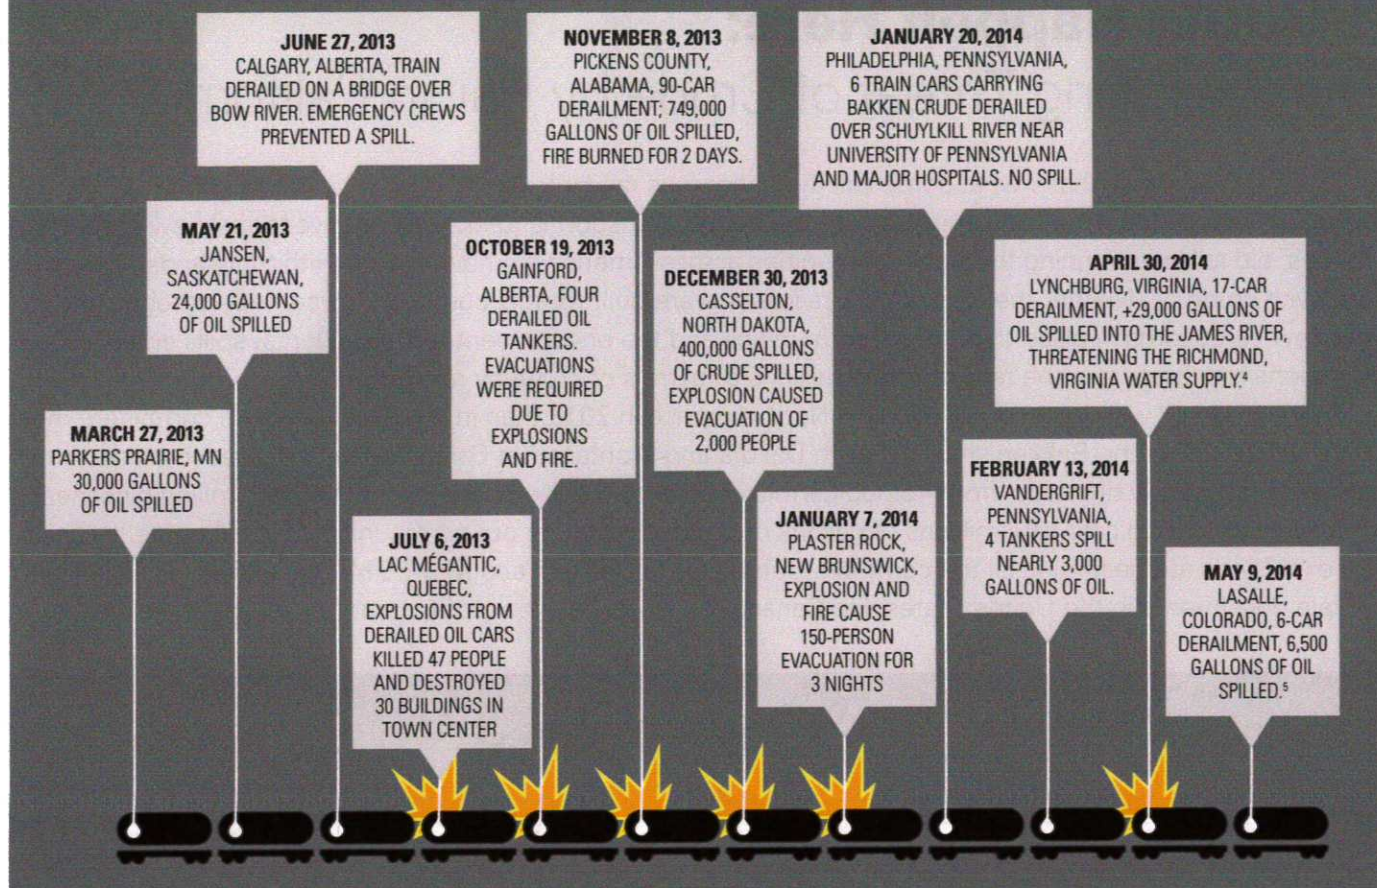 JUNE 27, 2013
CALGARY, ALBERTA, TRAIN
DERAILED ON A BRIDGE OVER
BOW RIVER. EMERGENCY CREWS
PREVENTED A SPILL.
NOVEMBER 8, 2013
PICKENS COUNTY,
ALABAMA, 90-CAR
DERAILMENT; 749,000
GALLONS OF OIL SPILLED,
FIRE BURNED FOR 2 DAYS.
JANUARY 20, 2014
PHILADELPHIA, PENNSYLVANIA,
6 TRAIN CARS CARRYING
BAKKEN CRUDE DERAILED
OVER SCHUYLKILL RIVER NEAR
UNIVERSITY OF PENNSYLVANIA
AND MAJOR HOSPITALS. NO SPILL.
MAY 21, 2013
JANSEN,
SASKATCHEWAN,
24,000 GALLONS
OF OIL SPILLED
OCTOBER 19, 2013
GAINFORD,
ALBERTA, FOUR
DERAILED OIL
TANKERS.
EVACUATIONS
WERE REQUIRED
DUE TO
EXPLOSIONS
AND FIRE.
DECEMBER 30, 2013
CASSELTON,
NORTH DAKOTA,
400,000 GALLONS
OF CRUDE SPILLED,
EXPLOSION CAUSED
EVACUATION OF
2,000 PEOPLE
APRIL 30, 2014
LYNCHBURG, VIRGINIA, 17-CAR
DERAILMENT, +29,000 GALLONS OF
OIL SPILLED INTO THE JAMES RIVER,
THREATENING THE RICHMOND,
VIRGINIA WATER SUPPLY.⁴
MARCH 27, 2013
PARKERS PRAIRIE, MN
30,000 GALLONS
OF OIL SPILLED
JULY 6, 2013
LAC MÉGANTIC,
QUEBEC,
EXPLOSIONS FROM
DERAILED OIL CARS
KILLED 47 PEOPLE
AND DESTROYED
30 BUILDINGS IN
TOWN CENTER
JANUARY 7, 2014
PLASTER ROCK,
NEW BRUNSWICK,
EXPLOSION AND
FIRE CAUSE
150-PERSON
EVACUATION FOR
3 NIGHTS
FEBRUARY 13, 2014
VANDERGRIFT,
PENNSYLVANIA,
4 TANKERS SPILL
NEARLY 3,000
GALLONS OF OIL.
MAY 9, 2014
LASALLE,
COLORADO, 6-CAR
DERAILMENT, 6,500
GALLONS OF OIL
SPILLED.⁵